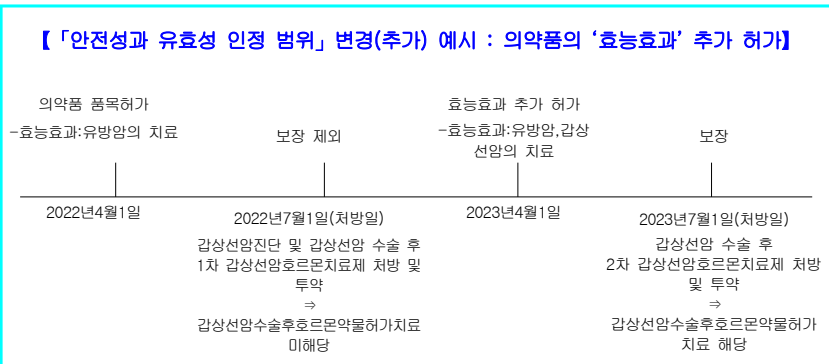 【「안전성과 유효성 인정 범위」 변경(추가) 예시 : 의약품의 ‘효능효과’ 추가 허가】
의약품 품목허가
-효능효과:유방암의 치료
보장 제외
효능효과 추가 허가
-효능효과:유방암,갑상
선암의 치료
보장
2022년4월1일
2022년7월1일(처방일)
갑상선암진단 및 갑상선암 수술 후
1차 갑상선암호르몬치료제 처방 및
투약
⇒
갑상선암수술후호르몬약물허가치료
미해당
2023년4월1일
2023년7월1일(처방일)
갑상선암 수술 후
2차 갑상선암호르몬치료제 처방
및 투약
⇒
갑상선암수술후호르몬약물허가
치료 해당